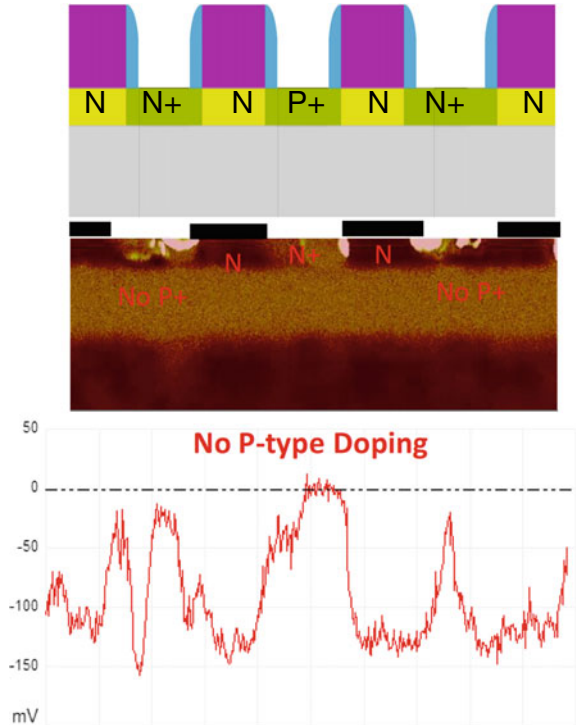 N N+ N P+ N N+ N
N N+ N
No P+ No P+
50
No P-type Doping
0
-50
-100
-150
mV